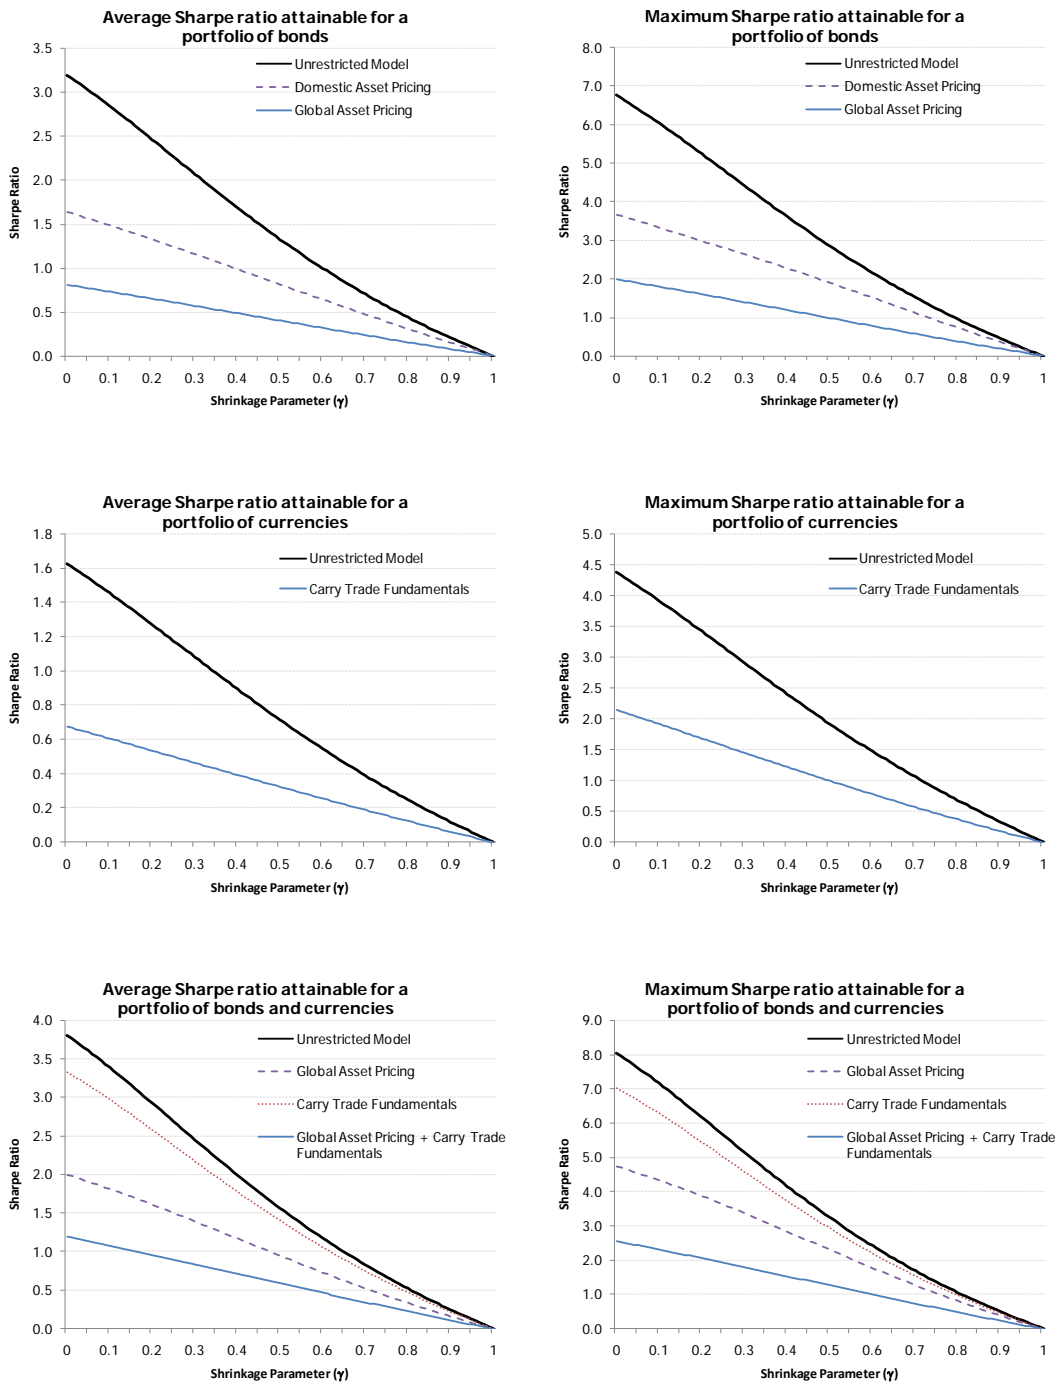 Average Sharpe ratio attainable for a
portfolio of bonds
3.5
3.0
2.5
2.0
1.5
1.0
0.5
0.0
Sharpe Ratio
Unrestricted Model
Domestic Asset Pricing
Global Asset Pricing
0 0.1 0.2 0.3 0.4 0.5 0.6 0.7 0.8 0.9 1
Shrinkage Parameter (γ)
Maximum Sharpe ratio attainable for a
portfolio of bonds
8.0
7.0
6.0
5.0
4.0
3.0
2.0
1.0
0.0
Sharpe Ratio
Unrestricted Model
Domestic Asset Pricing
Global Asset Pricing
0 0.1 0.2 0.3 0.4 0.5 0.6 0.7 0.8 0.9 1
Shrinkage Parameter (γ)
Average Sharpe ratio attainable for a
portfolio of currencies
1.8
1.6
1.4
1.2
1.0
0.8
0.6
0.4
0.2
0.0
Sharpe Ratio
Unrestricted Model
Carry Trade Fundamentals
0 0.1 0.2 0.3 0.4 0.5 0.6 0.7 0.8 0.9 1
Shrinkage Parameter (γ)
Maximum Sharpe ratio attainable for a
portfolio of currencies
5.0
4.5
4.0
3.5
3.0
2.5
2.0
1.5
1.0
0.5
0.0
Sharpe Ratio
Unrestricted Model
Carry Trade Fundamentals
0 0.1 0.2 0.3 0.4 0.5 0.6 0.7 0.8 0.9 1
Shrinkage Parameter (γ)
Average Sharpe ratio attainable for a
portfolio of bonds and currencies
4.0
3.5
3.0
2.5
2.0
1.5
1.0
0.5
0.0
Sharpe Ratio
Unrestricted Model
Global Asset Pricing
Carry Trade Fundamentals
Global Asset Pricing + Carry Trade
Fundamentals
0 0.1 0.2 0.3 0.4 0.5 0.6 0.7 0.8 0.9 1
Shrinkage Parameter (γ)
Maximum Sharpe ratio attainable for a
portfolio of bonds and currencies
9.0
8.0
7.0
6.0
5.0
4.0
3.0
2.0
1.0
0.0
Sharpe Ratio
Unrestricted Model
Global Asset Pricing
Carry Trade Fundamentals
Global Asset Pricing + Carry Trade
Fundamentals
0 0.1 0.2 0.3 0.4 0.5 0.6 0.7 0.8 0.9 1
Shrinkage Parameter (γ)